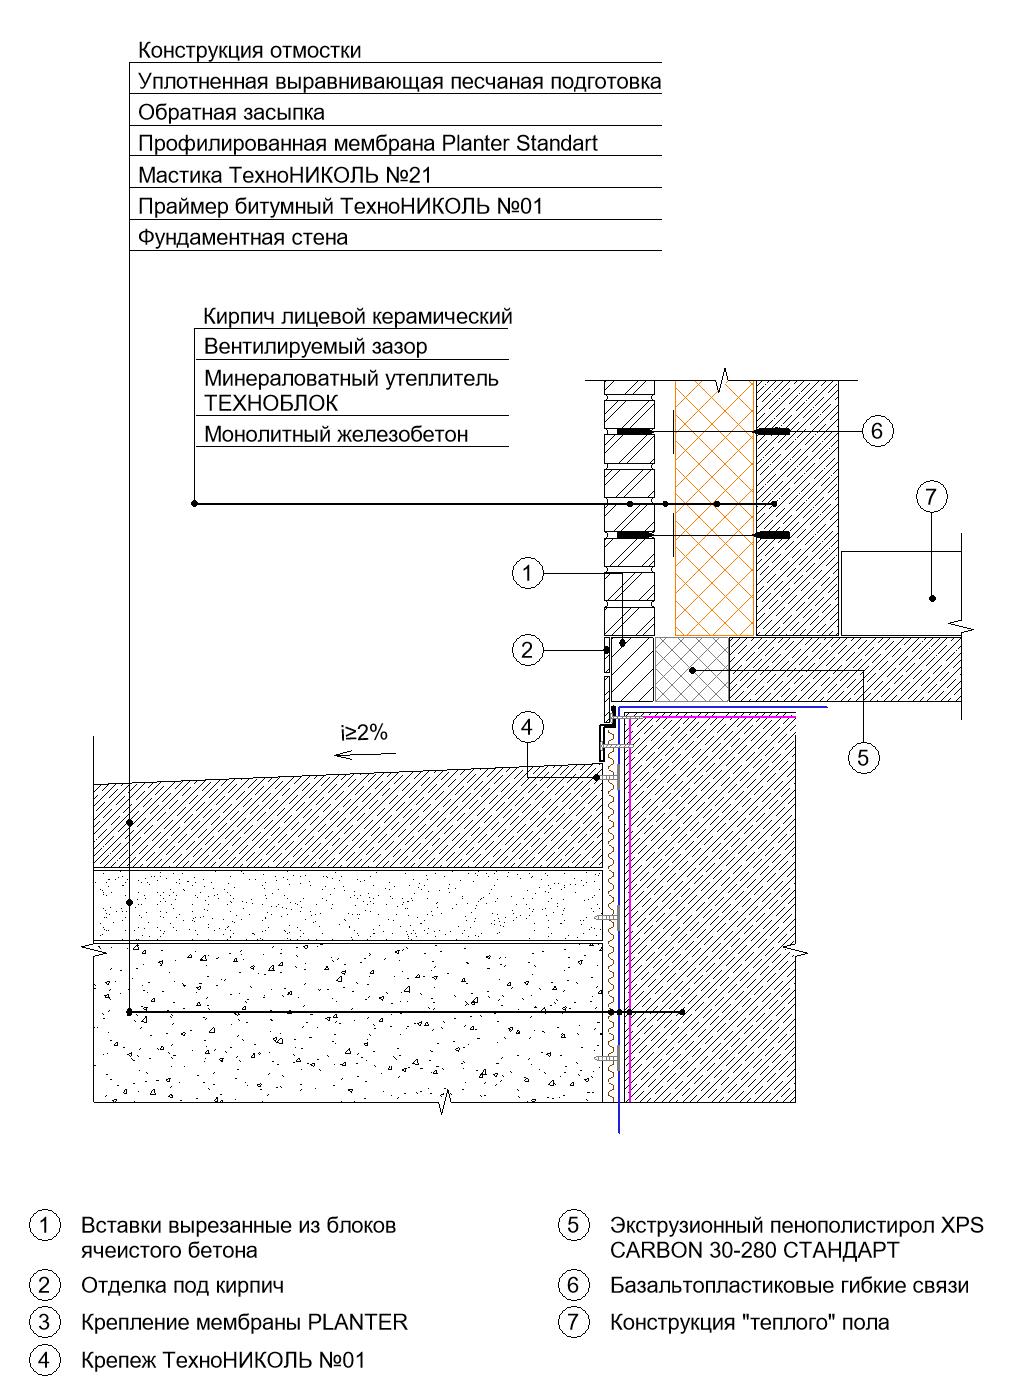 Конструкция отмостки
Уплотненная выравнивающая песчаная подготовка
Обратная засыпка
Профилированная мембрана Planter Standart
Мастика ТехноНИКОЛЬ №21
Праймер битумный ТехноНИКОЛЬ №01
Фундаментная стена
Кирпич лицевой керамический
Вентилируемый зазор
Минераловатный утеплитель
ТЕХНОБЛОК
Монолитный железобетон
6
7
1
2
4
i≥2%
5
1 Вставки вырезанные из блоков
ячеистого бетона
2 Отделка под кирпич
3 Крепление мембраны PLANTER
4 Крепеж ТехноНИКОЛЬ №01
5 Экструзионный пенополистирол XPS
CARBON 30-280 СТАНДАРТ
6 Базальтопластиковые гибкие связи
7 Конструкция "теплого" пола